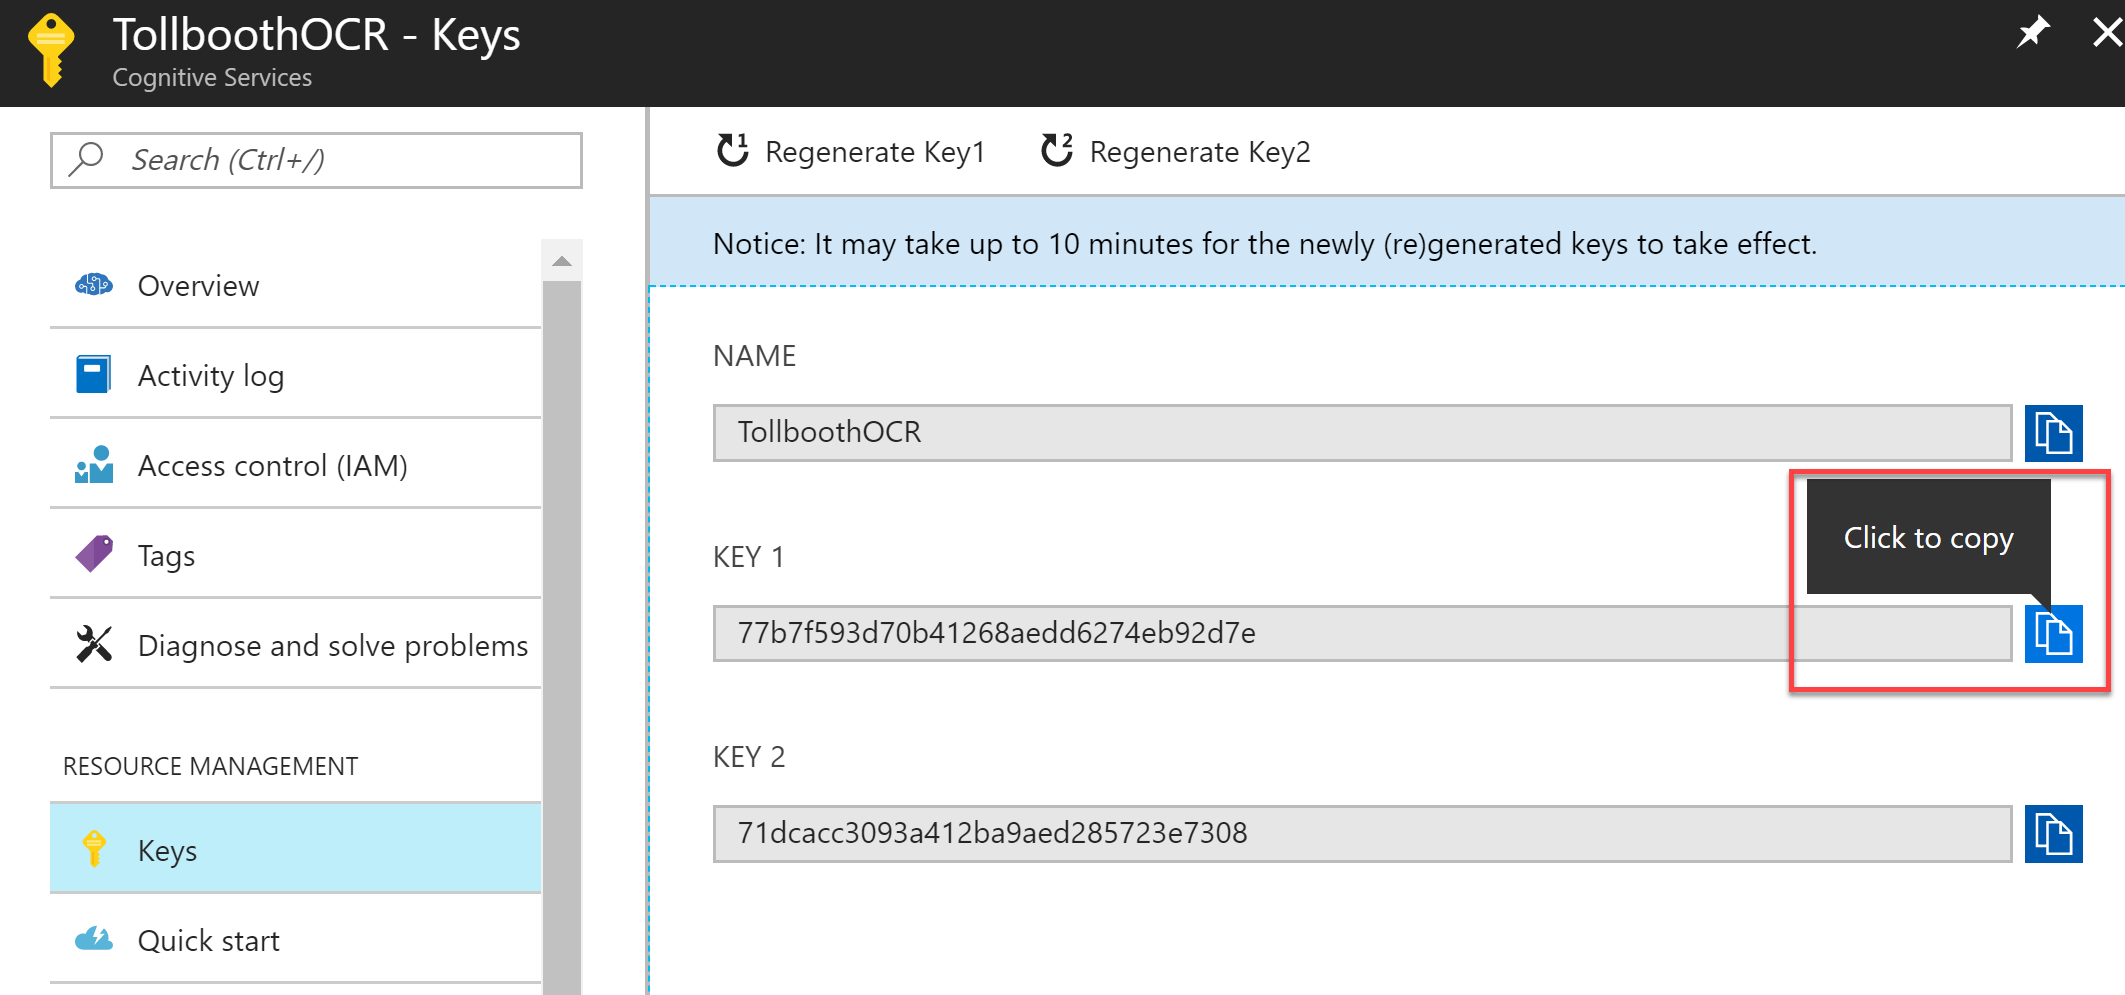 TollboothOCR - Keys
Cognitive Services
Search (Ctrl+/)
Overview
Activity log
Access control (IAM)
Tags
Diagnose and solve problems
RESOURCE MANAGEMENT
Keys
Quick start
1 Regenerate Key1
2 Regenerate Key2
Notice: It may take up to 10 minutes for the newly (re)generated keys to take effect.
NAME
TollboothOCR
Click to copy
KEY 1
77b7f593d70b41268aedd6274eb92d7e
KEY 2
71dcacc3093a412ba9aed285723e7308